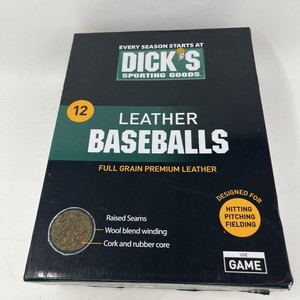 EVERY SEASON STARTS AT
DICK'S
SPORTING GOODS
12
LEATHER
BASEBALLS
FULL GRAIN PREMIUM LEATHER
DESIGNED FOR
HITTING
PITCHING
FIELDING
Raised Seams
Wool blend winding
Cork and rubber core
USE
GAME